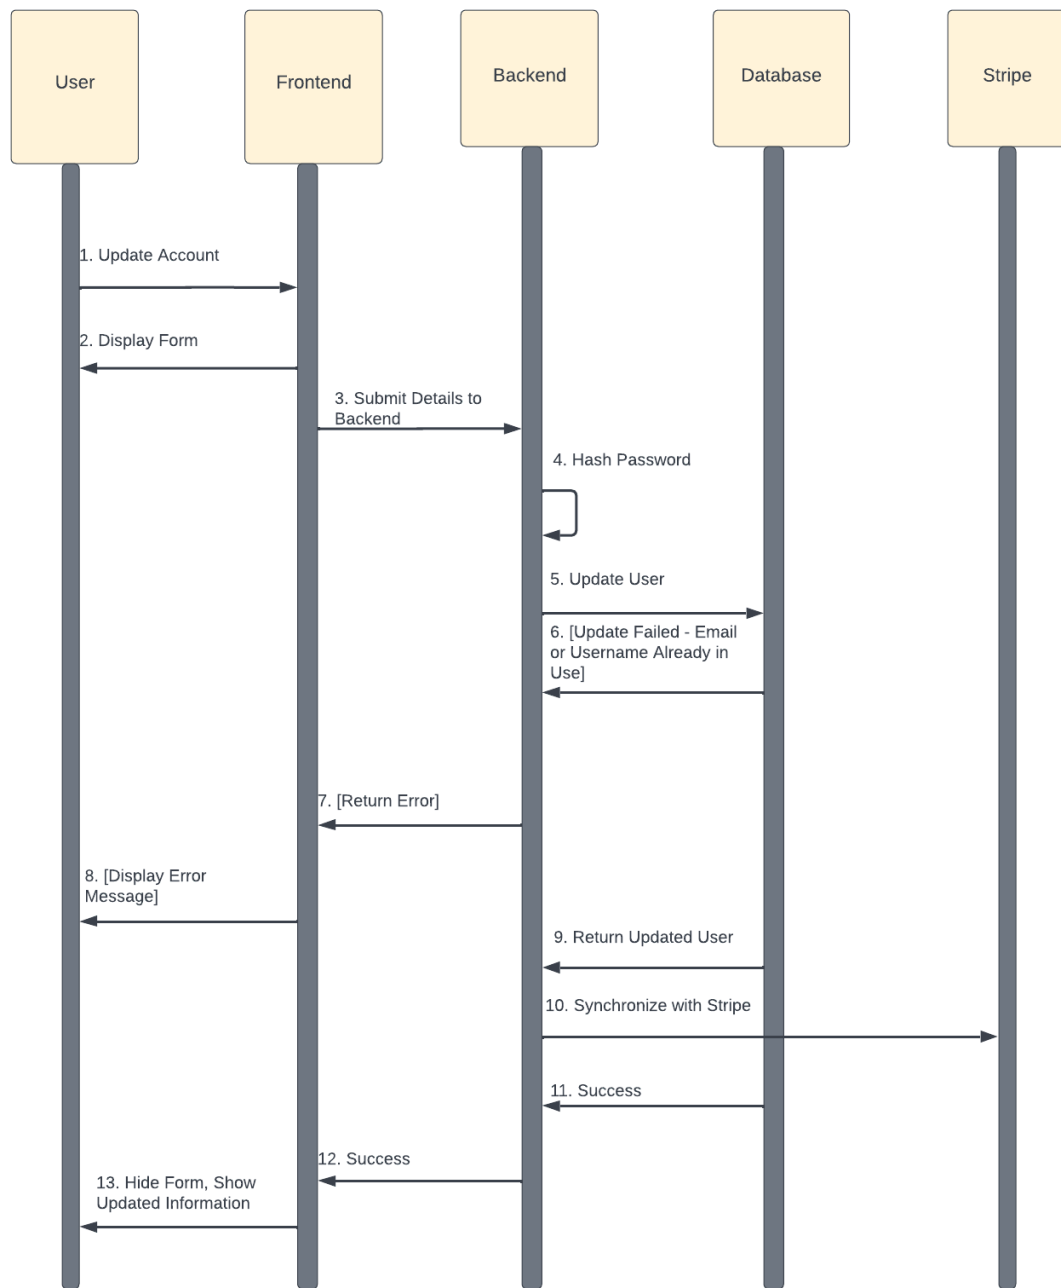 User
Frontend
Backend
Database
Stripe
1. Update Account
2. Display Form
3. Submit Details to
Backend
4. Hash Password
5. Update User
6. [Update Failed - Email
or Username Already in
Use]
7. [Return Error]
8. [Display Error
Message]
9. Return Updated User
10. Synchronize with Stripe
11. Success
12. Success
13. Hide Form, Show
Updated Information